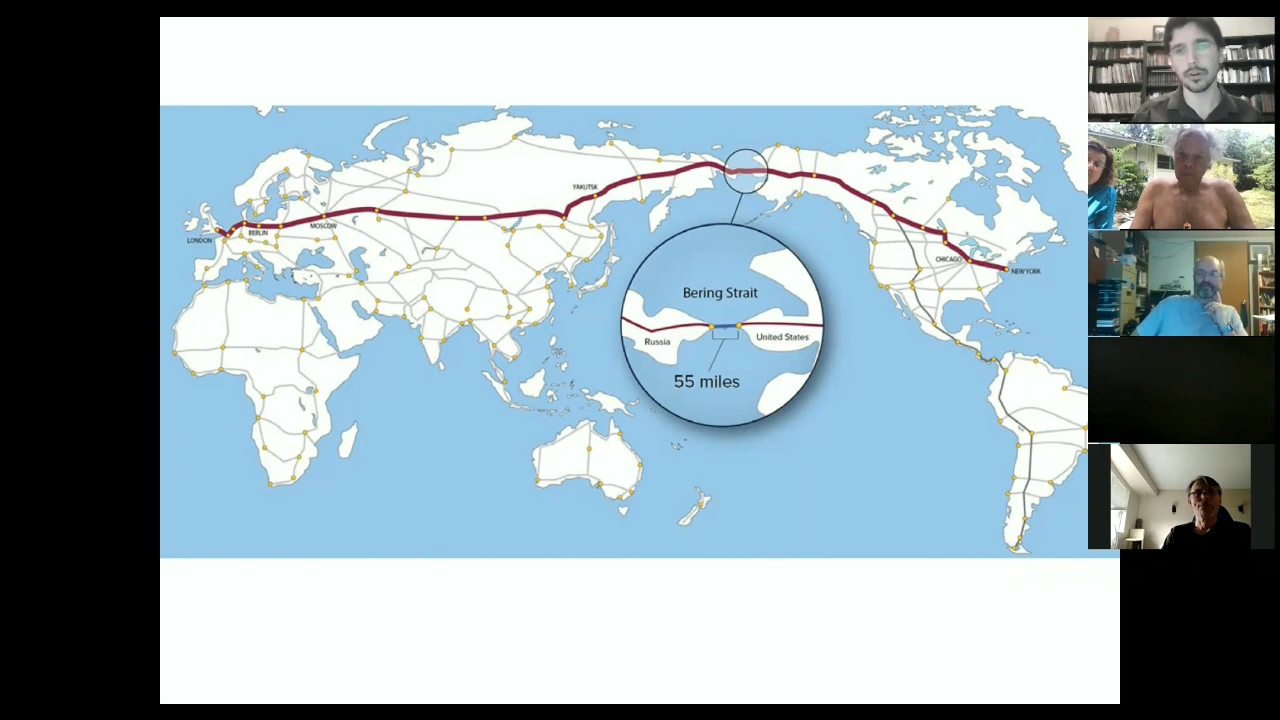 YAKUTSK
MOSCOW
BERLIN
LONDON
CHICAGO
NEW YORK
Bering Strait
Russia
United States
55 miles